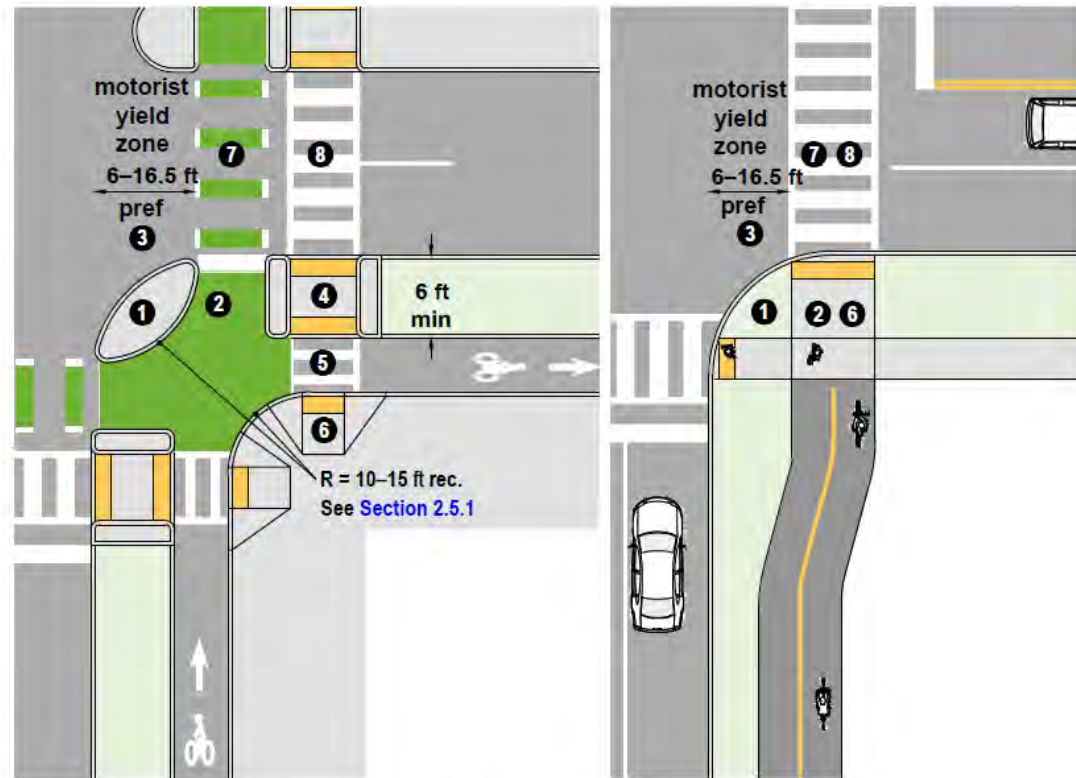 motorist
yield
zone
6–16.5 ft
pref
3
7
8
1
2
4
6 ft
min
5
6
R = 10–15 ft rec.
See Section 2.5.1
motorist
yield
zone
6–16.5 ft
pref
3
7 8
1
2 6